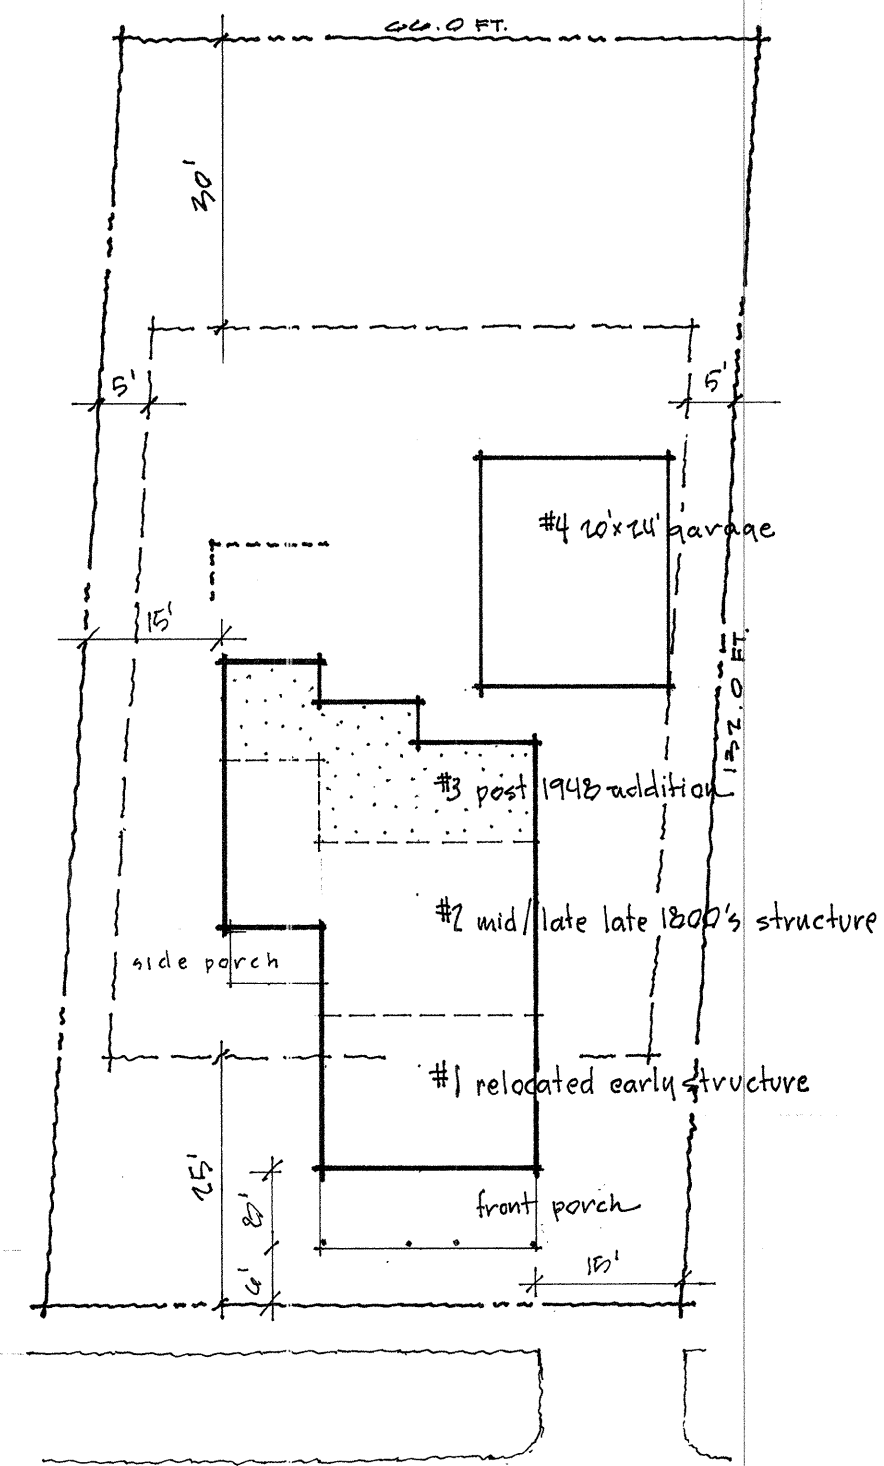 66.0 FT.
30'
5'
5'
#4 20'x24' garage
15'
132.0 FT.
#3 post 1948 addition
#2 mid/late late 1800's structure
side porch
#1 relocated early structure
25'
8'
front porch
6'
15'